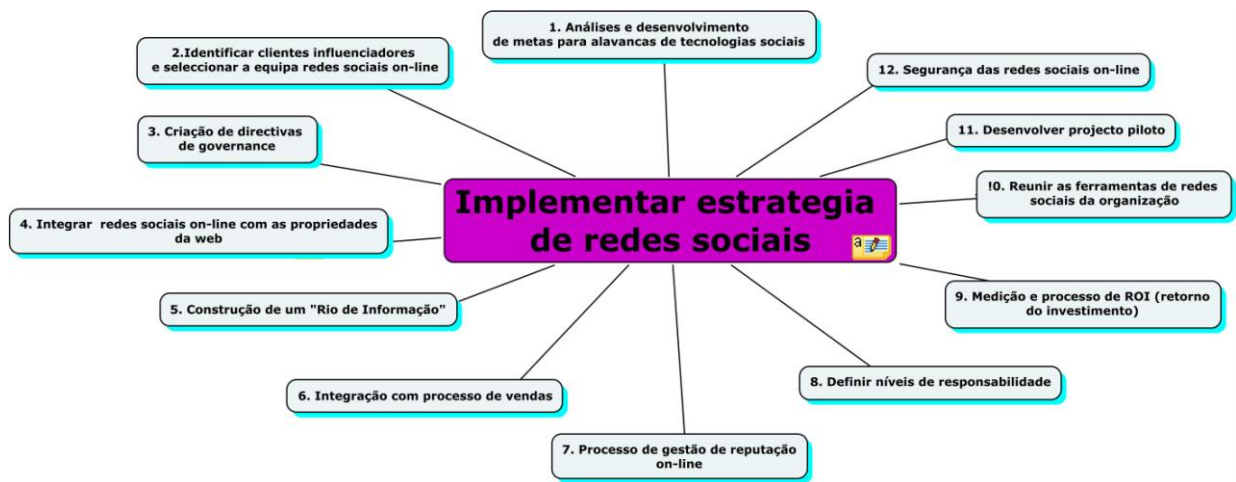 1. Análises e desenvolvimento
de metas para alavancas de tecnologias sociais
2.Identificar clientes influenciadores
e seleccionar a equipa redes sociais on-line
12. Segurança das redes sociais on-line
3. Criação de directivas
de governance
11. Desenvolver projecto piloto
Implementar estrategia
de redes sociais
a
!0. Reunir as ferramentas de redes
sociais da organização
4. Integrar redes sociais on-line com as propriedades
da web
5. Construção de um "Rio de Informação"
9. Medição e processo de ROI (retorno
do investimento)
6. Integração com processo de vendas
8. Definir níveis de responsabilidade
7. Processo de gestão de reputação
on-line